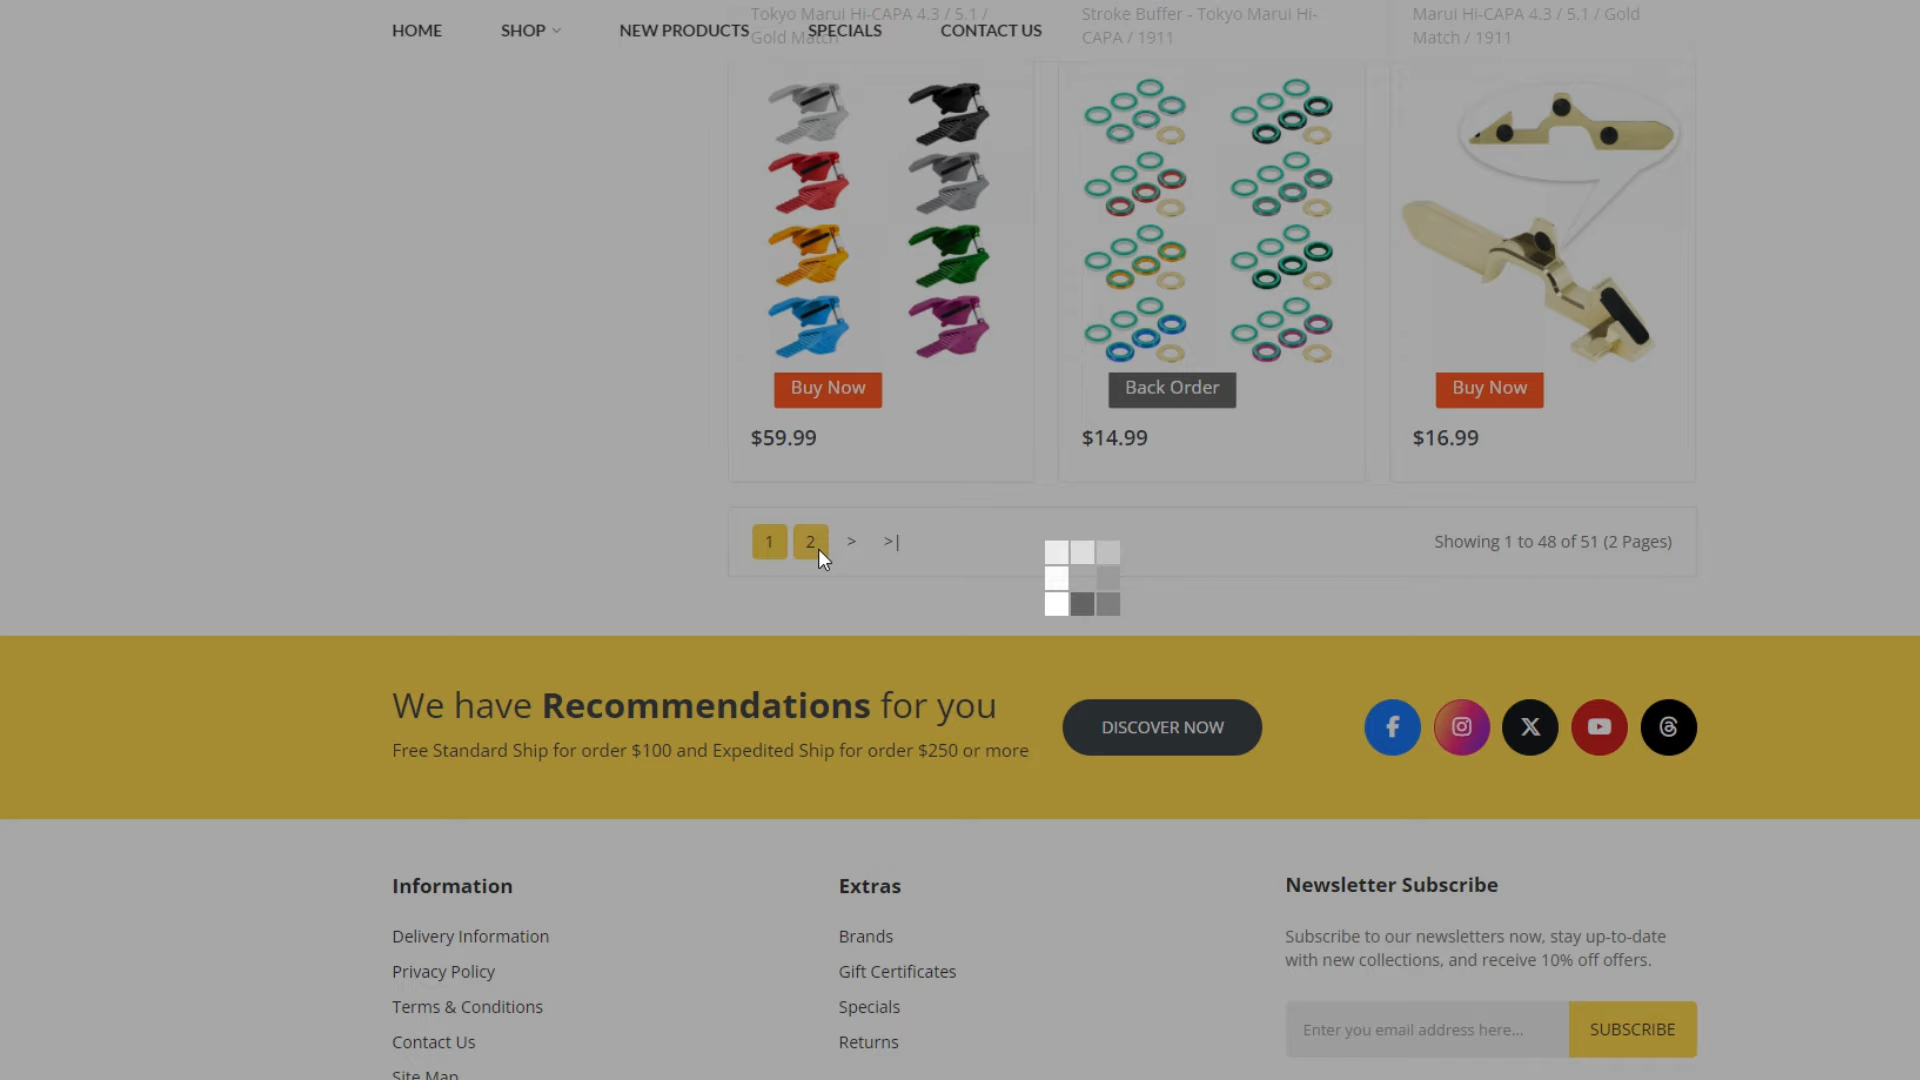 Tokyo Marui Hi-CAPA 4.3 / 5.1 /
Gold Match
Stroke Buffer - Tokyo Marui Hi-
CAPA / 1911
Marui Hi-CAPA 4.3 / 5.1 / Gold
Match / 1911
HOME
SHOP
NEW PRODUCTS
SPECIALS
CONTACT US
Buy Now
Back Order
Buy Now
$59.99
$14.99
$16.99
1
2
>
>|
Showing 1 to 48 of 51 (2 Pages)
We have Recommendations for you
Free Standard Ship for order $100 and Expedited Ship for order $250 or more
DISCOVER NOW
Information
Delivery Information
Privacy Policy
Terms & Conditions
Contact Us
Site Map
Extras
Brands
Gift Certificates
Specials
Returns
Newsletter Subscribe
Subscribe to our newsletters now, stay up-to-date
with new collections, and receive 10% off offers.
Enter you email address here...
SUBSCRIBE